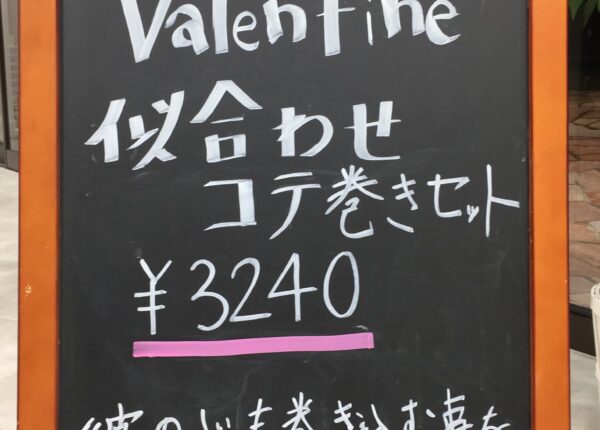 Valentine
似合わせ
コテ巻きセット
¥3240